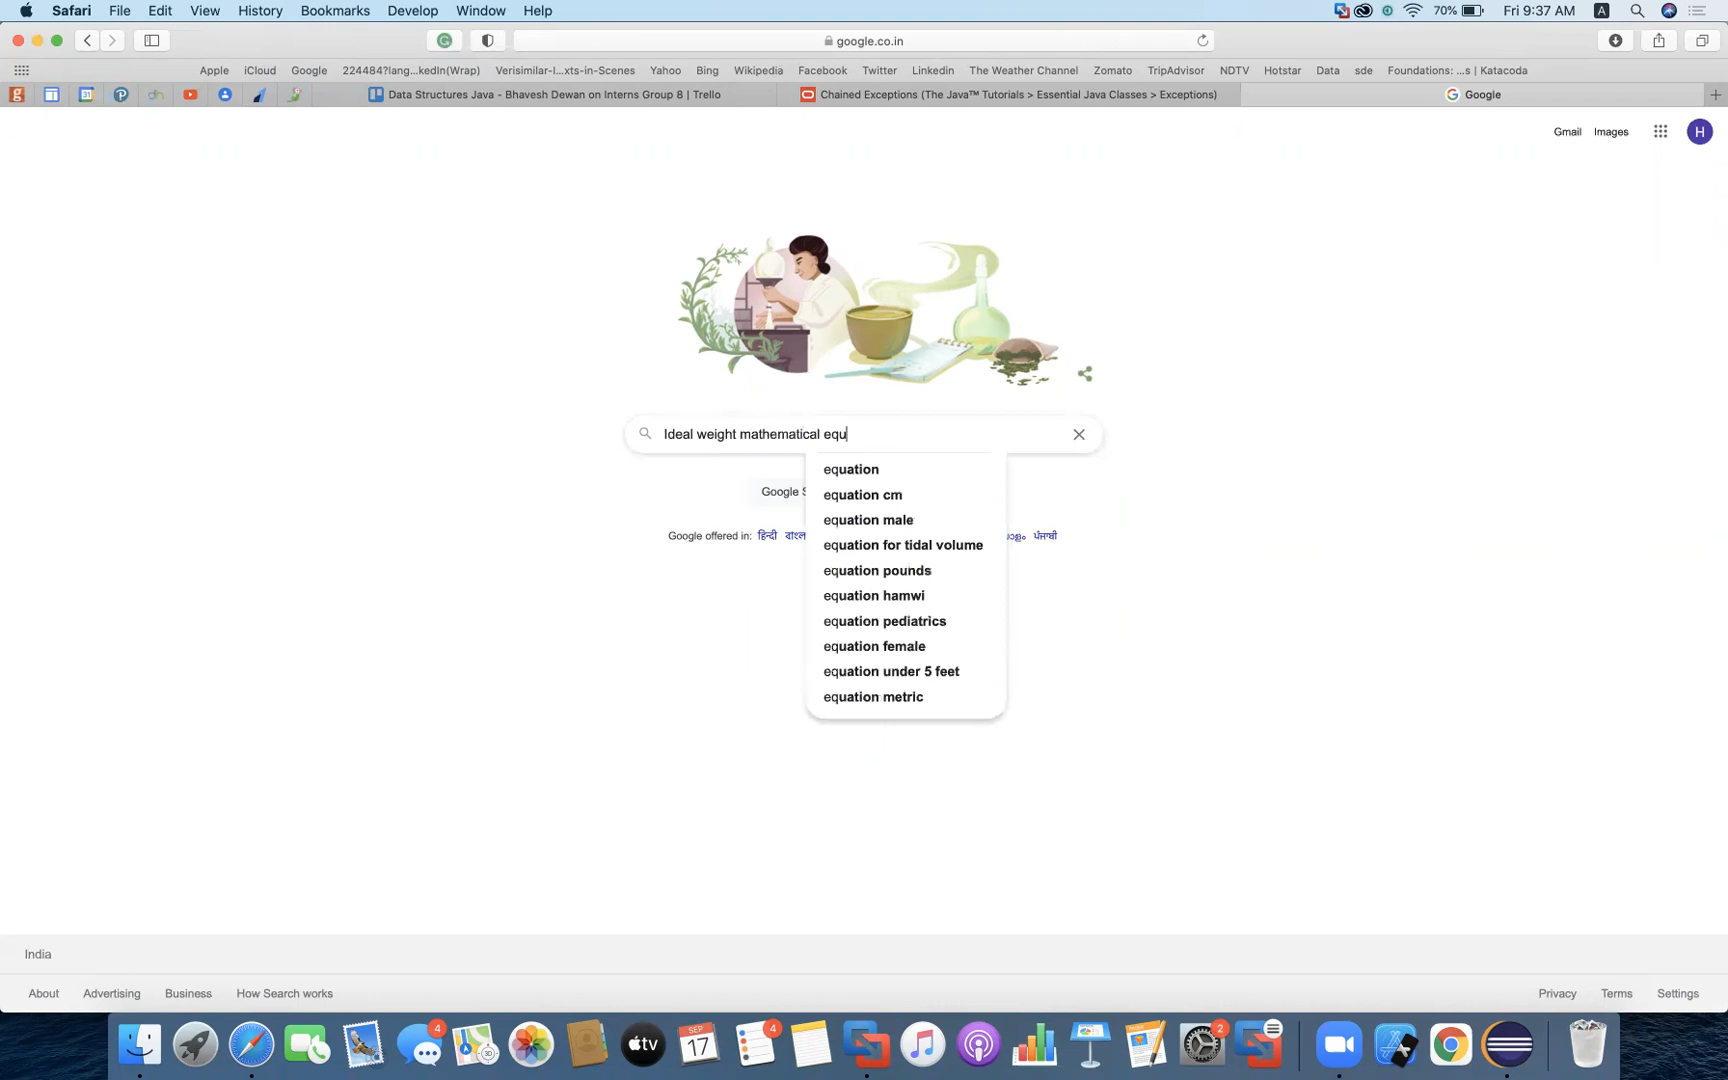 Safari File Edit View History Bookmarks Develop Window Help 70% Fri 9:37 AM A
google.co.in
Apple iCloud Google 224484?lang...kedIn(Wrap) Verisimilar-I...xts-in-Scenes Yahoo Bing Wikipedia Facebook Twitter Linkedin The Weather Channel Zomato TripAdvisor NDTV Hotstar Data sde Foundations: ...s | Katacoda
Data Structures Java - Bhavesh Dewan on Interns Group 8 | Trello Chained Exceptions (The Java™ Tutorials > Essential Java Classes > Exceptions) Google
Gmail Images H
Ideal weight mathematical equ
equation
equation cm
Google S
equation male
Google offered in: हिन्दी বাংল ਪੰਜਾਬੀ
equation for tidal volume
equation pounds
equation hamwi
equation pediatrics
equation female
equation under 5 feet
equation metric
India
About Advertising Business How Search works Privacy Terms Settings
4 SEP 4 2
17
tv